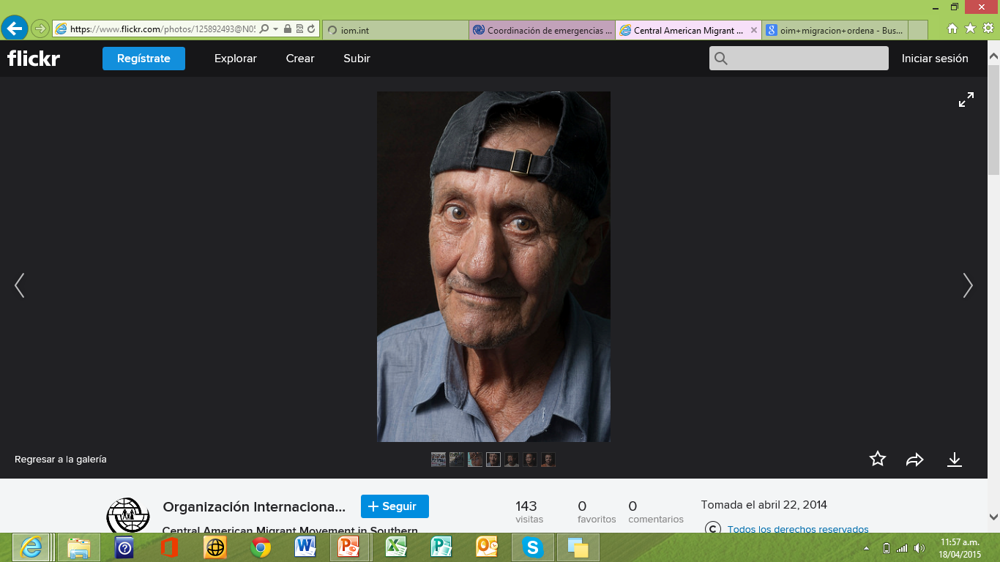 https://www.flickr.com/photos/125892493@N05
iom.int
Coordinación de emergencias ...
Central American Migrant ...
oim+migracion+ordena - Bus...
flickr
Regístrate
Explorar
Crear
Subir
Iniciar sesión
Regresar a la galería
Organización Internaciona...
+ Seguir
143
visitas
0
favoritos
0
comentarios
Tomada el abril 22, 2014
Central American Migrant Movement in Southern
Todos los derechos reservados
11:57 a.m.
18/04/2015